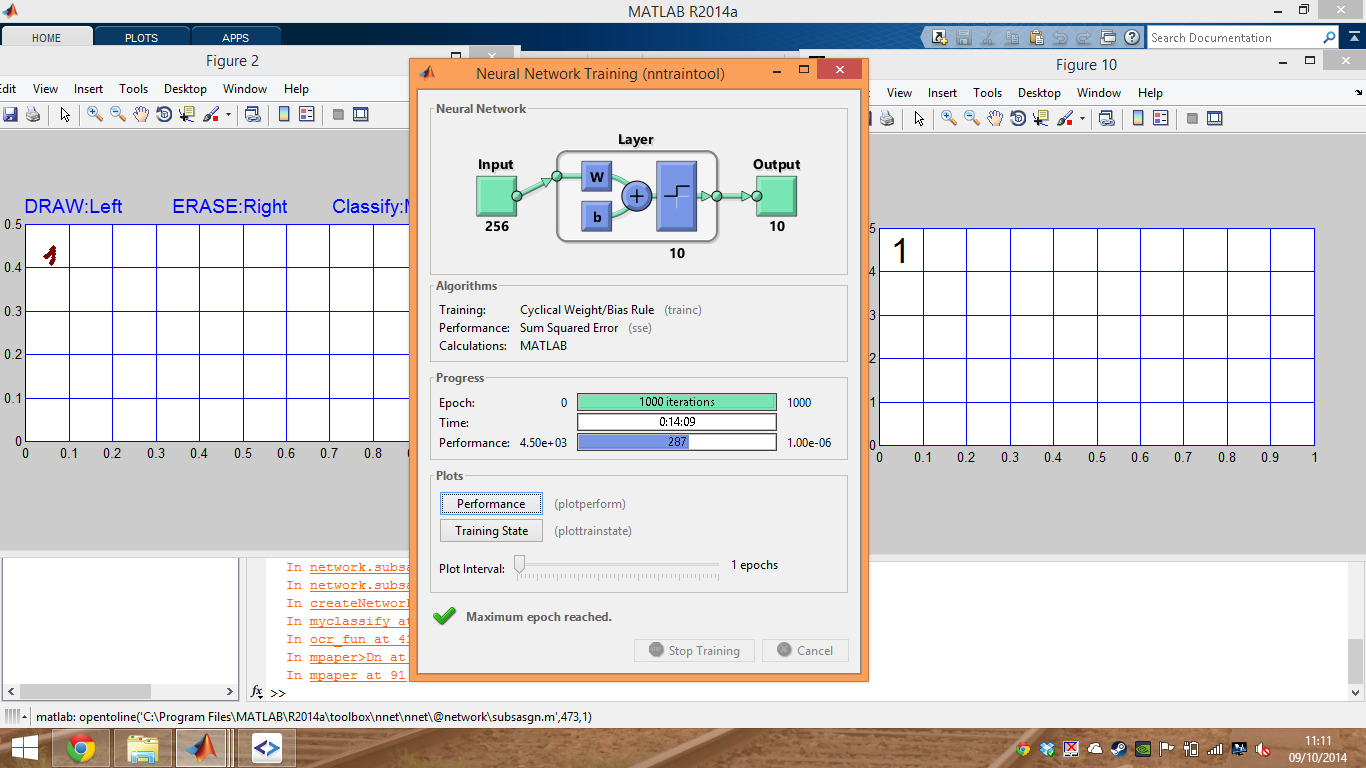 MATLAB R2014a
HOME PLOTS APPS
Search Documentation
Figure 2
View Insert Tools Desktop Window Help
DRAW:Left ERASE:Right Classify:
0.5
0.4
0.3
0.2
0.1
0
0 0.1 0.2 0.3 0.4 0.5 0.6 0.7 0.8
1
Neural Network Training (nntraintool)
Neural Network
Layer
Input
W
b
+
Output
256
10
10
Algorithms
Training: Cyclical Weight/Bias Rule (trainc)
Performance: Sum Squared Error (sse)
Calculations: MATLAB
Progress
Epoch: 0 1000 iterations 1000
Time: 0:14:09
Performance: 4.50e+03 287 1.00e-06
Plots
Performance (plotperform)
Training State (plottrainstate)
Plot Interval: 1 epochs
Maximum epoch reached.
Stop Training Cancel
Figure 10
View Insert Tools Desktop Window Help
1
0 0.1 0.2 0.3 0.4 0.5 0.6 0.7 0.8 0.9 1
In network.subsa
In network.subsa
In createNetwor
In myclassify at
In ocr_fun at 4
In mpaper>Dn at
In mpaper at 91
fx >>
matlab: opentoline('C:\Program Files\MATLAB\R2014a\toolbox\nnet\nnet\@network\subsasgn.m',473,1)
11:11
09/10/2014